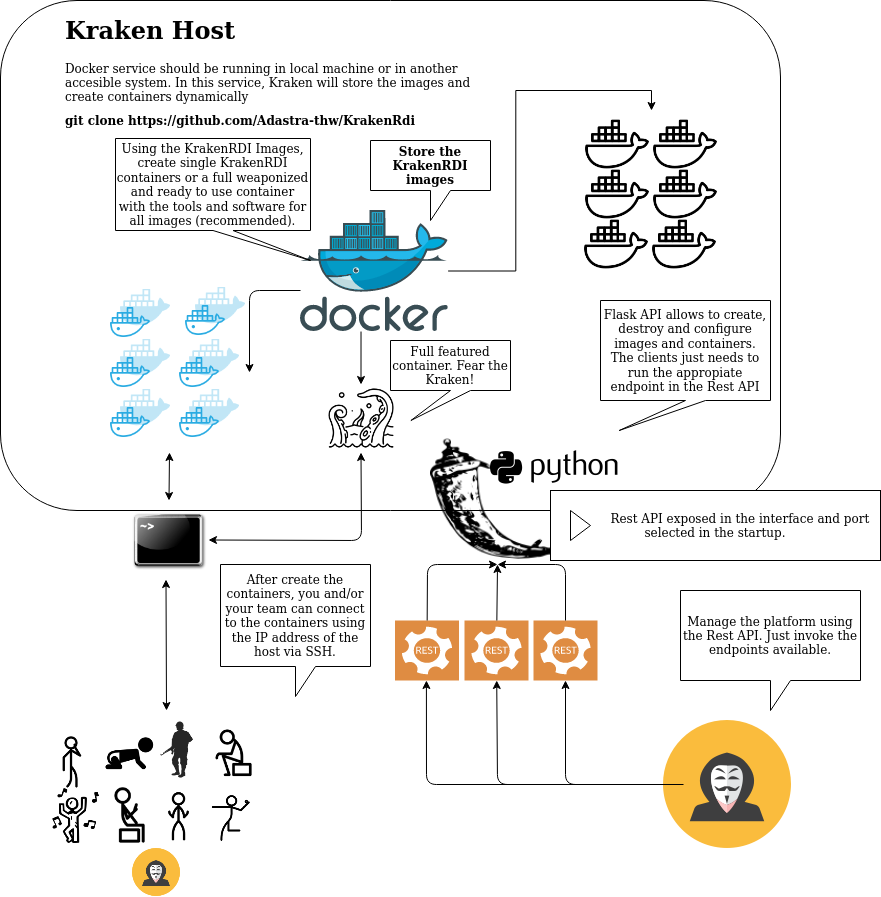 Kraken Host
Docker service should be running in local machine or in another
accesible system. In this service, Kraken will store the images and
create containers dynamically
git clone https://github.com/Adastra-thw/KrakenRdi
Using the KrakenRDI Images,
create single KrakenRDI
containers or a full weaponized
and ready to use container
with the tools and software for
all images (recommended).
Store the
KrakenRDI
images
docker
Full featured
container. Fear the
Kraken!
Flask API allows to create,
destroy and configure
images and containers.
The clients just needs to
run the appropiate
endpoint in the Rest API
python
Rest API exposed in the interface and port
selected in the startup.
~>
After create the
containers, you and/or
your team can connect
to the containers using
the IP address of the
host via SSH.
REST
REST
REST
Manage the platform using
the Rest API. Just invoke the
endpoints available.